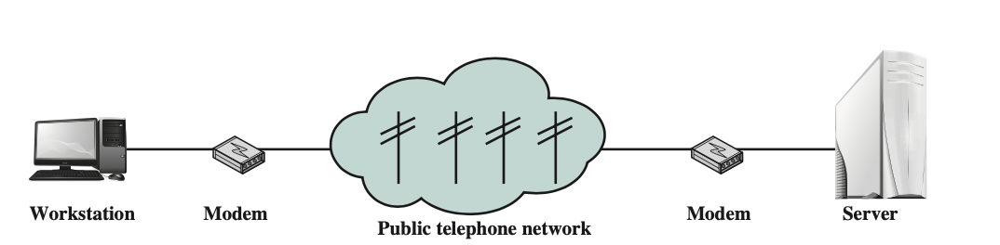 Workstation
Modem
Public telephone network
Modem
Server